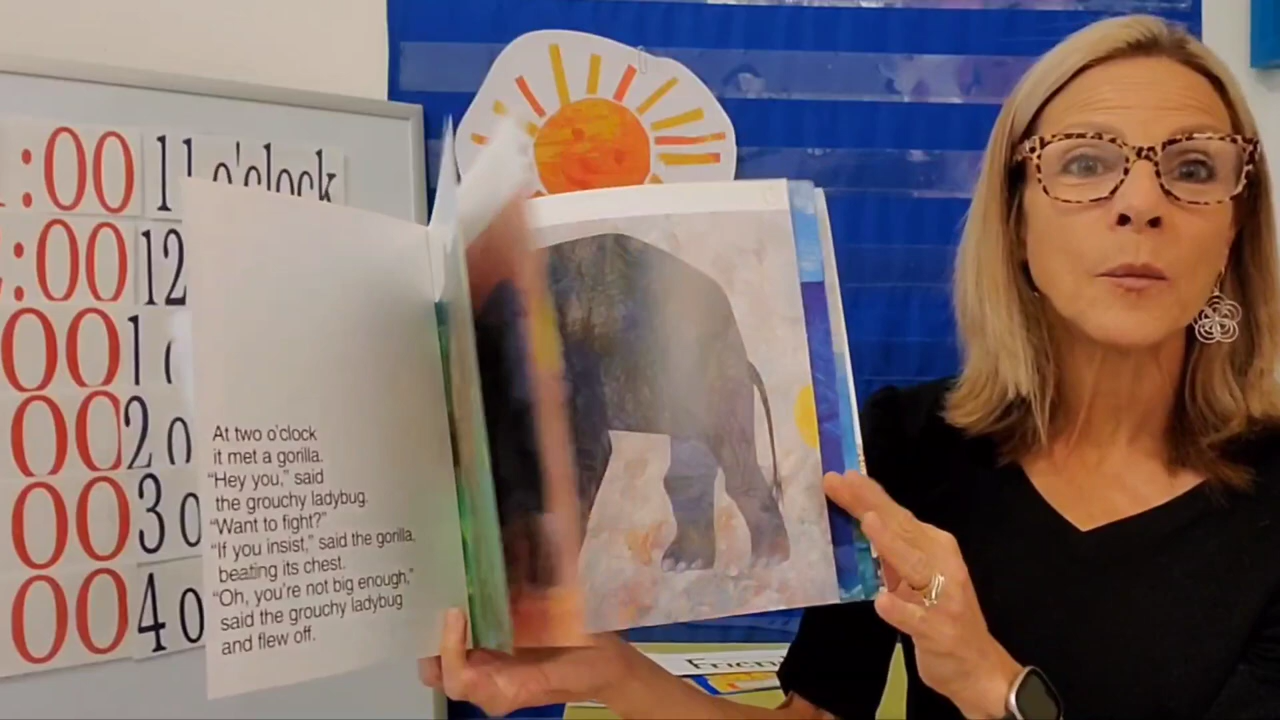 :00 11 o'clock
:00 12
00 1
00 2 o
00 3 o
00 4 o
At two o'clock
it met a gorilla.
"Hey you," said
the grouchy ladybug.
"Want to fight?"
"If you insist," said the gorilla,
beating its chest.
"Oh, you're not big enough,"
said the grouchy ladybug
and flew off.